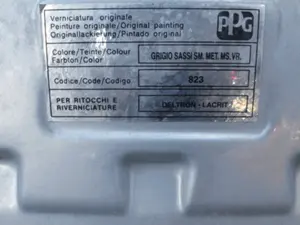 Verniciatura originale
Peinture originale/Original painting
Originallackierung/Pintado original
PPG
Colore/Teinte/Colour
Farbton/Color
GRIGIO SASSI SM. MET. MS. VR.
Codice/Code/Codigo
823
PER RITOCCHI E
RIVERNICIATURE
DELTRON - LACRIT